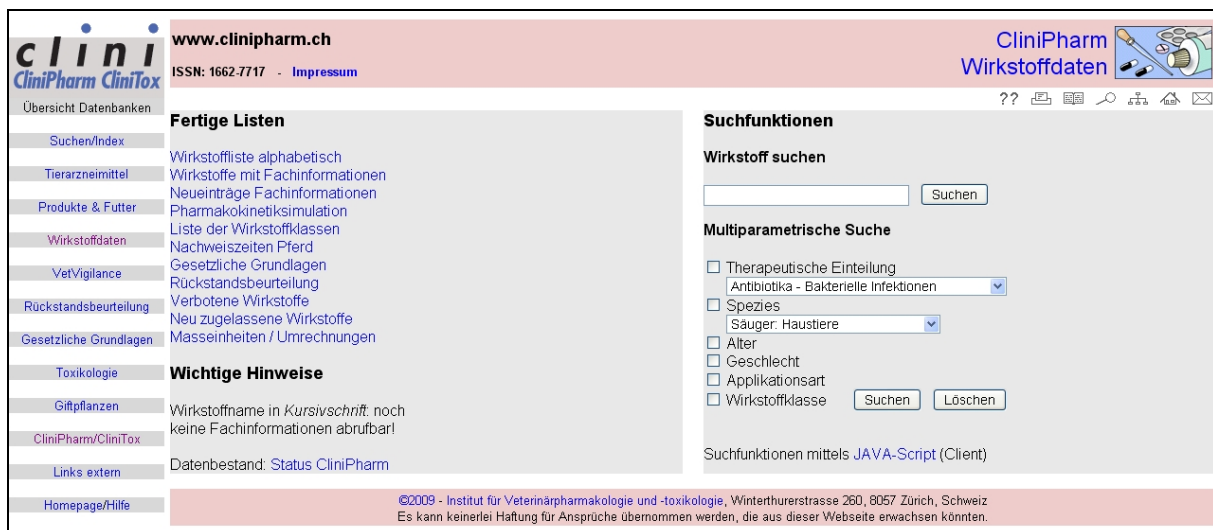 clini
CliniPharm CliniTox
www.clinipharm.ch
ISSN: 1662-7717 - Impressum
CliniPharm
Wirkstoffdaten
??
Übersicht Datenbanken
Suchen/Index
Tierarzneimittel
Produkte & Futter
Wirkstoffdaten
VetVigilance
Rückstandsbeurteilung
Gesetzliche Grundlagen
Toxikologie
Giftpflanzen
CliniPharm/CliniTox
Links extern
Homepage/Hilfe
Fertige Listen
Wirkstoffliste alphabetisch
Wirkstoffe mit Fachinformationen
Neueinträge Fachinformationen
Pharmakokinetiksimulation
Liste der Wirkstoffklassen
Nachweiszeiten Pferd
Gesetzliche Grundlagen
Rückstandsbeurteilung
Verbotene Wirkstoffe
Neu zugelassene Wirkstoffe
Masseinheiten / Umrechnungen
Wichtige Hinweise
Wirkstoffname in Kursivschrift: noch
keine Fachinformationen abrufbar!
Datenbestand: Status CliniPharm
Suchfunktionen
Wirkstoff suchen
Suchen
Multiparametrische Suche
Therapeutische Einteilung
Antibiotika - Bakterielle Infektionen
Spezies
Säuger: Haustiere
Alter
Geschlecht
Applikationsart
Wirkstoffklasse Suchen Löschen
Suchfunktionen mittels JAVA-Script (Client)
©2009 - Institut für Veterinärpharmakologie und -toxikologie, Winterthurerstrasse 260, 8057 Zürich, Schweiz
Es kann keinerlei Haftung für Ansprüche übernommen werden, die aus dieser Webseite erwachsen könnten.